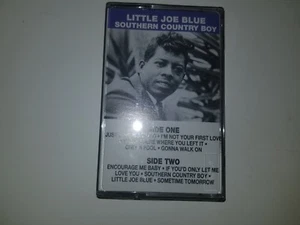 LITTLE JOE BLUE
SOUTHERN COUNTRY BOY
SIDE ONE
I'M NOT YOUR FIRST LOVE
WHERE YOU LEFT IT •
GONNA WALK ON
SIDE TWO
ENCOURAGE ME BABY • IF YOU'D ONLY LET ME
LOVE YOU • SOUTHERN COUNTRY BOY •
LITTLE JOE BLUE • SOMETIME TOMORROW